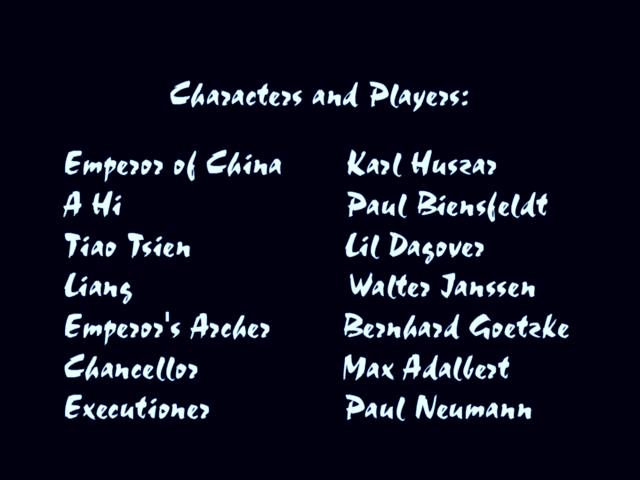 Characters and Players:
Emperor of China Karl Huszar
A Hi Paul Biensfeldt
Tiao Tsien Lil Dagover
Liang Walter Janssen
Emperor's Archer Bernhard Goetzke
Chancellor Max Adalbert
Executioner Paul Neumann